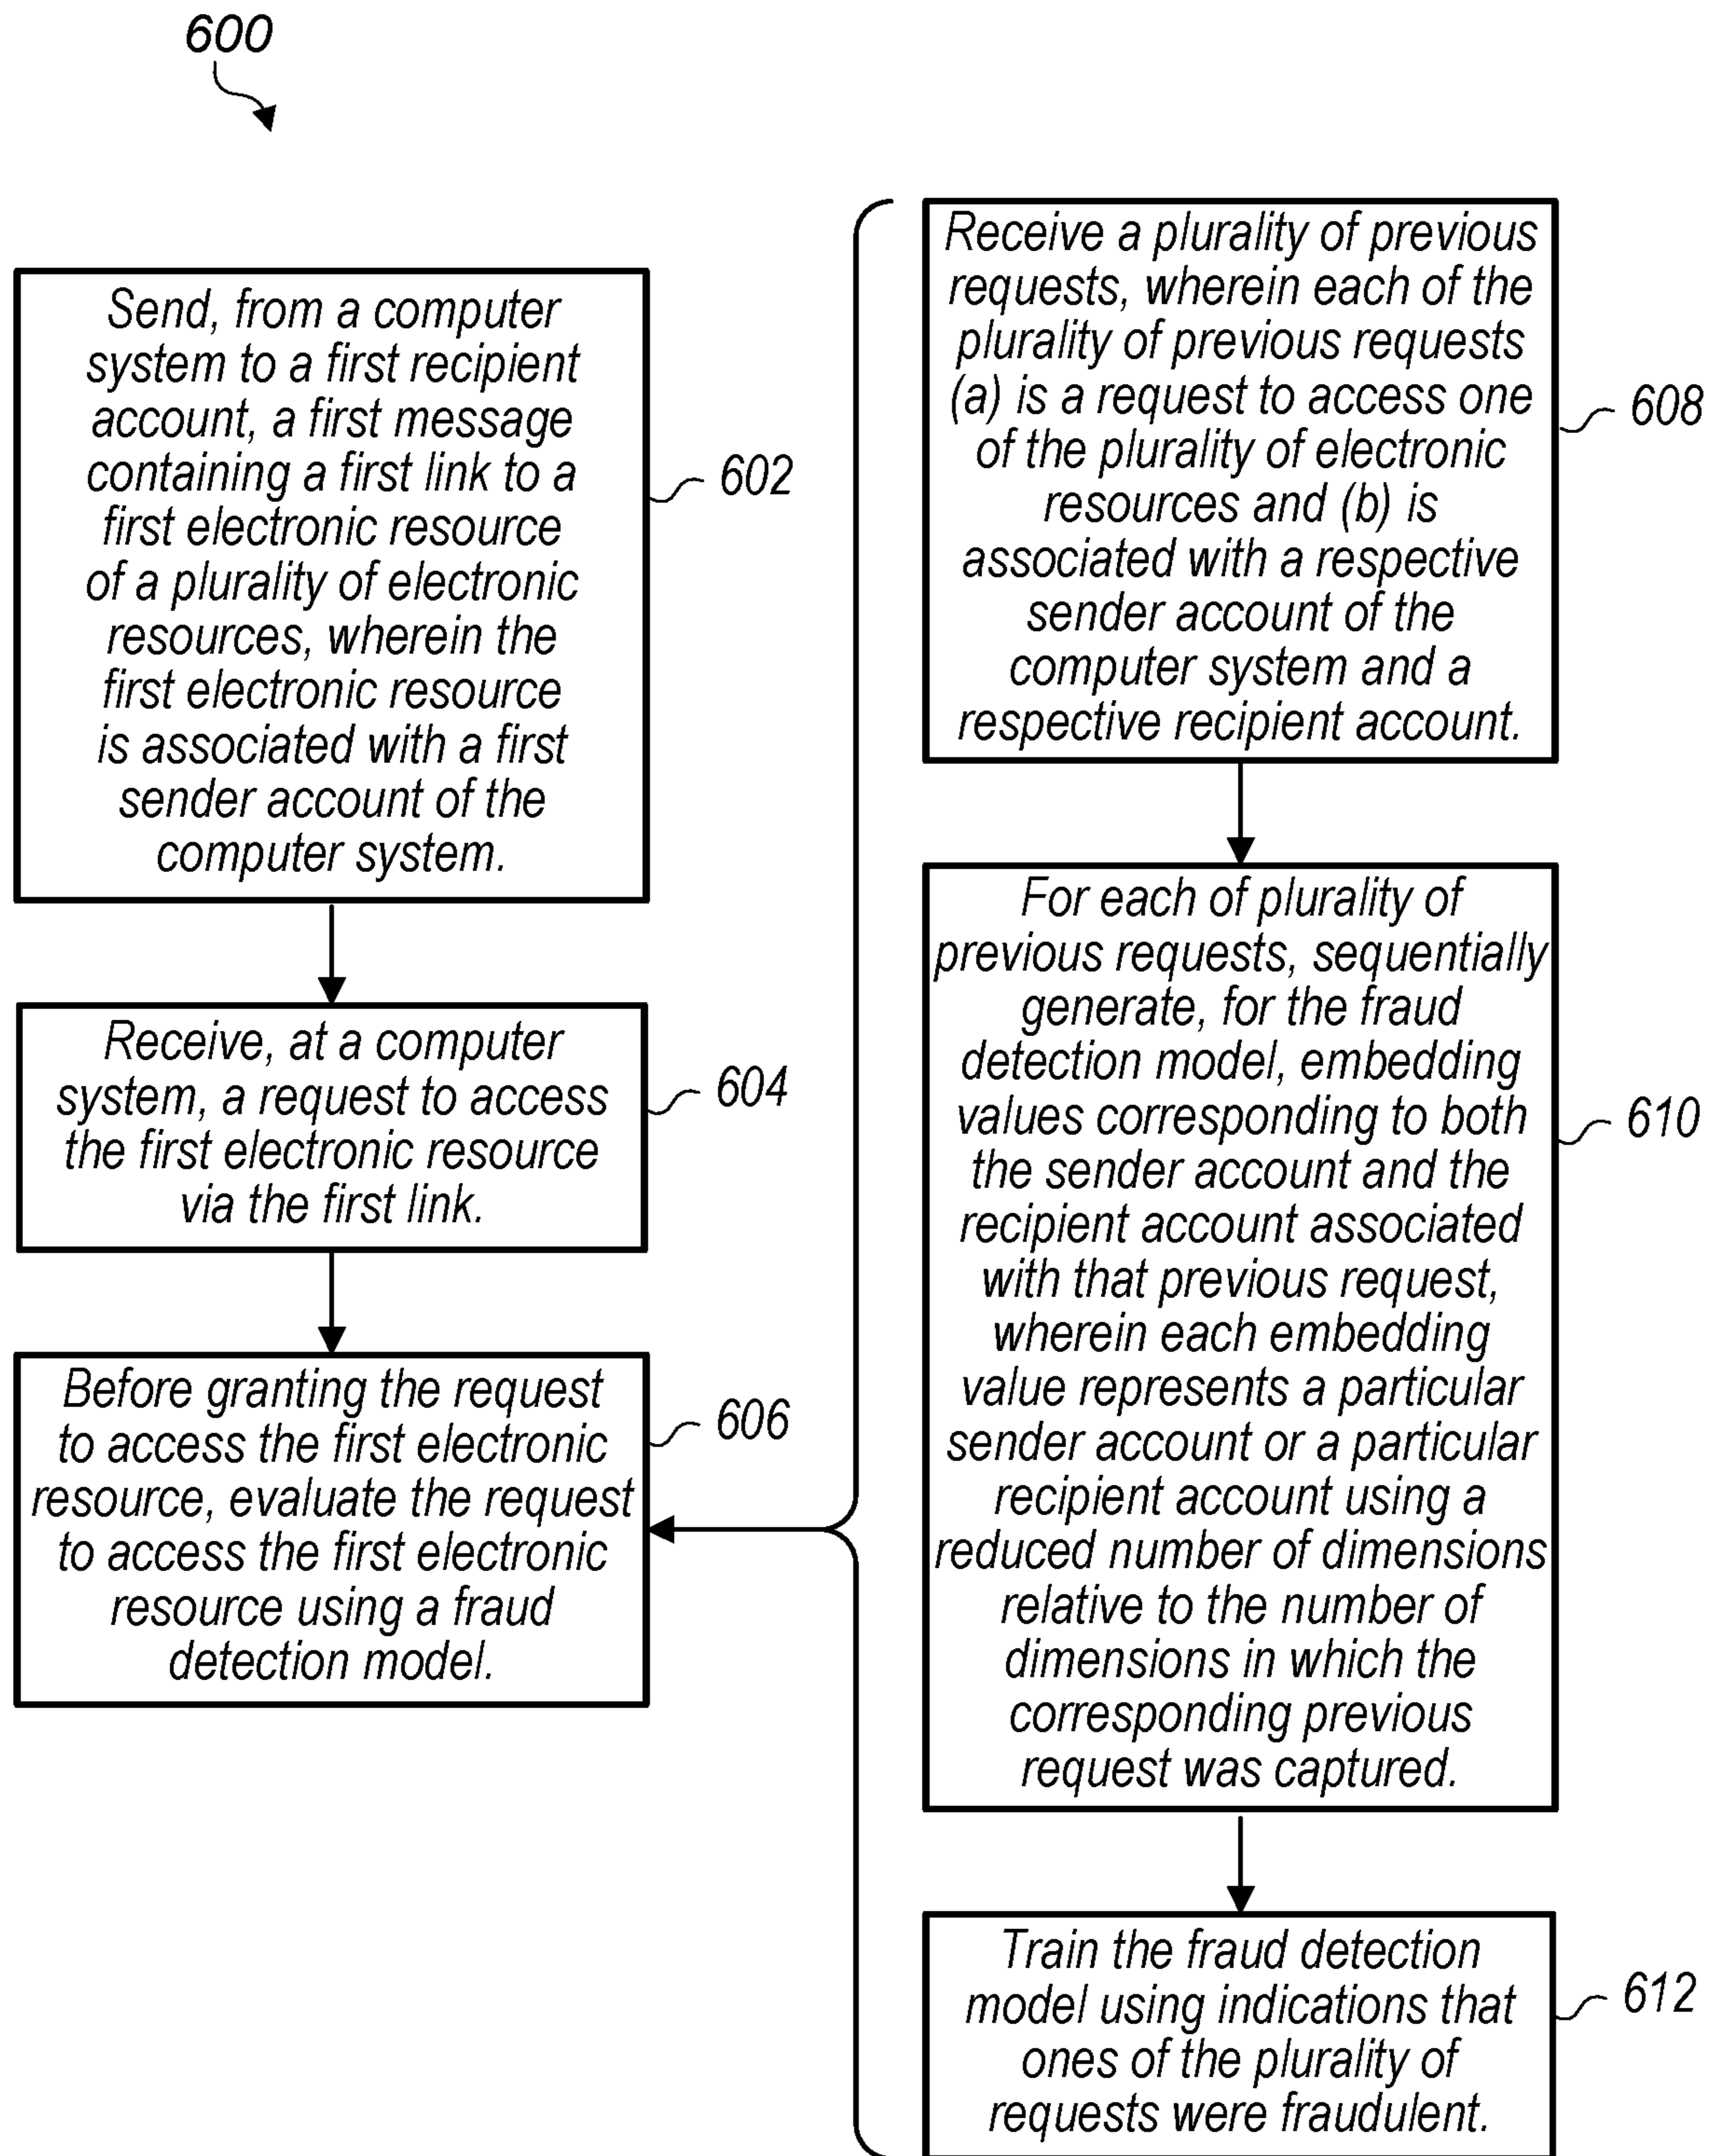 600
Send, from a computer
system to a first recipient
account, a first message
containing a first link to a
first electronic resource
of a plurality of electronic
resources, wherein the
first electronic resource
is associated with a first
sender account of the
computer system.
602
Receive, at a computer
system, a request to access
the first electronic resource
via the first link.
604
Before granting the request
to access the first electronic
resource, evaluate the request
to access the first electronic
resource using a fraud
detection model.
606
Receive a plurality of previous
requests, wherein each of the
plurality of previous requests
(a) is a request to access one
of the plurality of electronic
resources and (b) is
associated with a respective
sender account of the
computer system and a
respective recipient account.
608
For each of plurality of
previous requests, sequentially
generate, for the fraud
detection model, embedding
values corresponding to both
the sender account and the
recipient account associated
with that previous request,
wherein each embedding
value represents a particular
sender account or a particular
recipient account using a
reduced number of dimensions
relative to the number of
dimensions in which the
corresponding previous
request was captured.
610
Train the fraud detection
model using indications that
ones of the plurality of
requests were fraudulent.
612